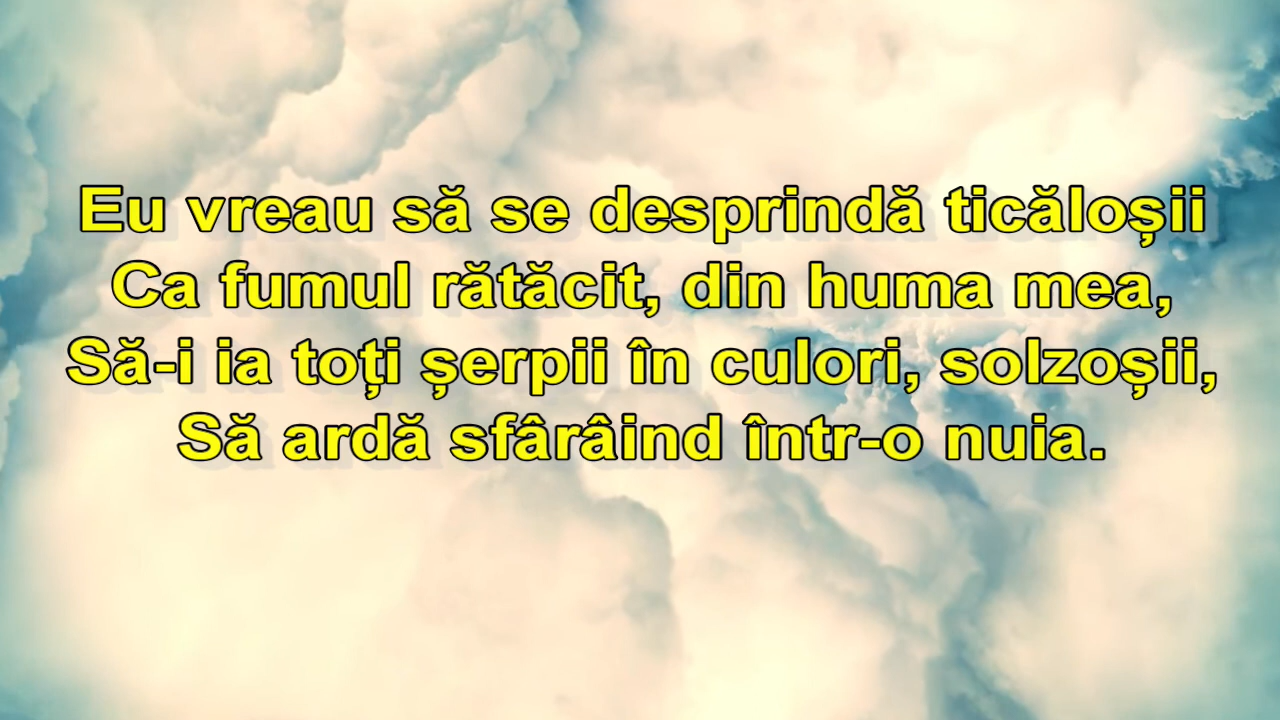 Eu vreau să se desprindă ticăloșii
Ca fumul rătăcit, din huma mea,
Să-i ia toți șerpii în culori, solzoșii,
Să ardă sfârâind într-o nuia.